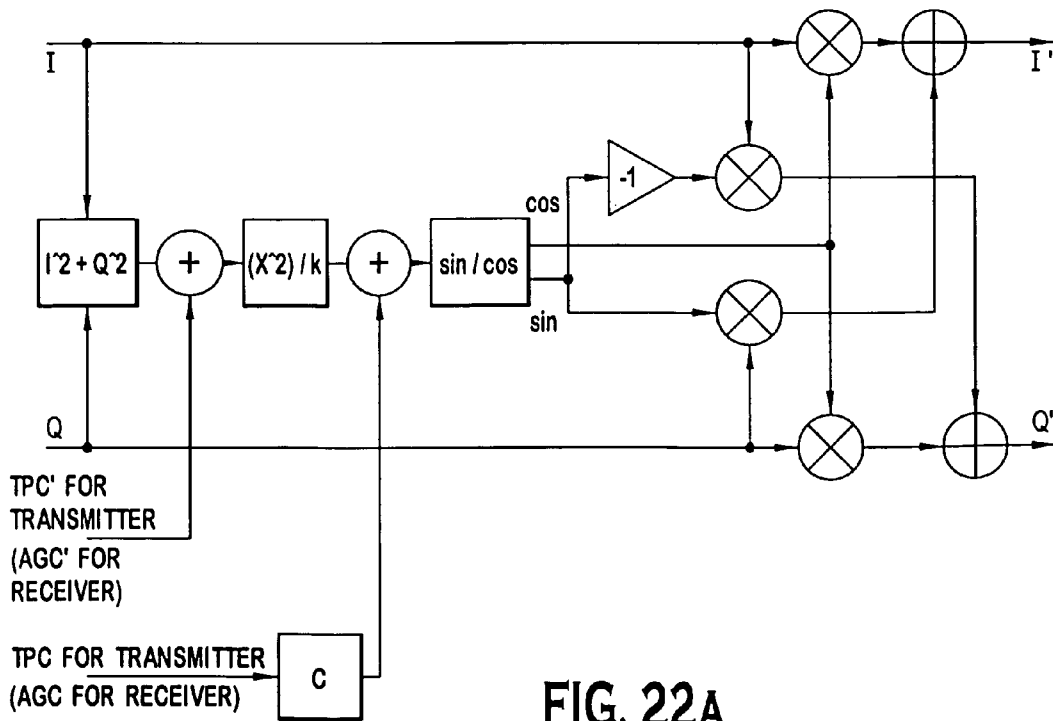 I
I'
-1
cos
I^2 + Q^2
+
(X^2) / k
+
sin / cos
sin
Q
Q'
TPC' FOR
TRANSMITTER
(AGC' FOR
RECEIVER)
TPC FOR TRANSMITTER
(AGC FOR RECEIVER)
C
FIG. 22A